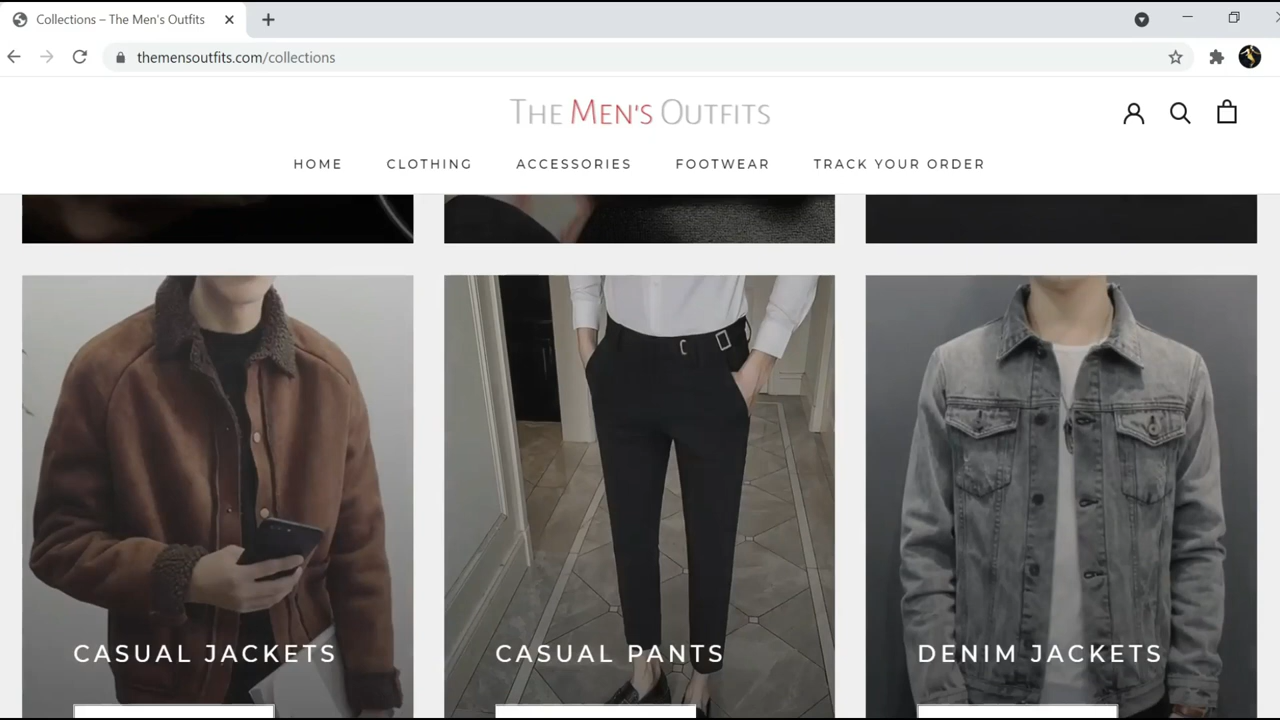 Collections – The Men's Outfits
themensoutfits.com/collections
THE MEN'S OUTFITS
HOME CLOTHING ACCESSORIES FOOTWEAR TRACK YOUR ORDER
CASUAL JACKETS
CASUAL PANTS
DENIM JACKETS